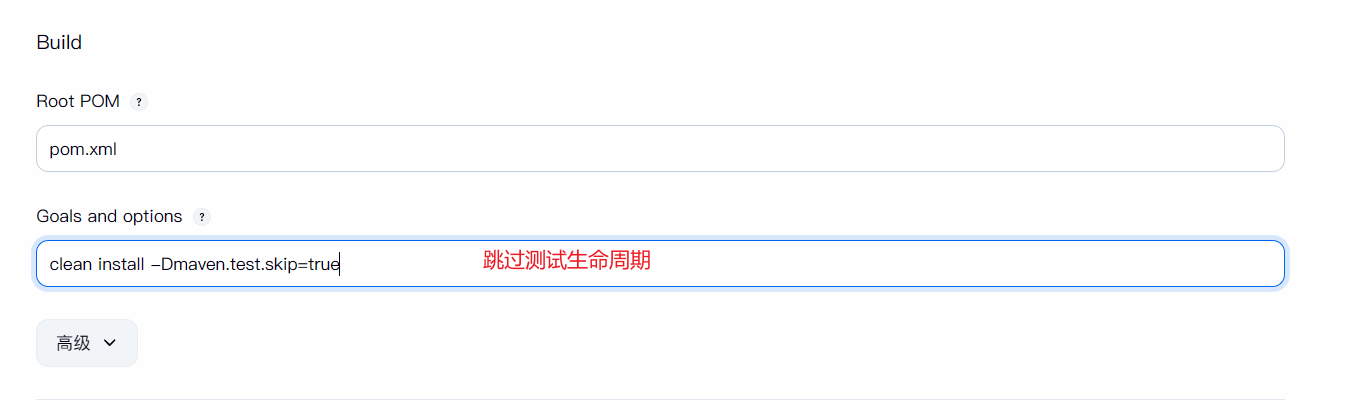 Build
Root POM ?
pom.xml
Goals and options ?
clean install -Dmaven.test.skip=true 跳过测试生命周期
高级